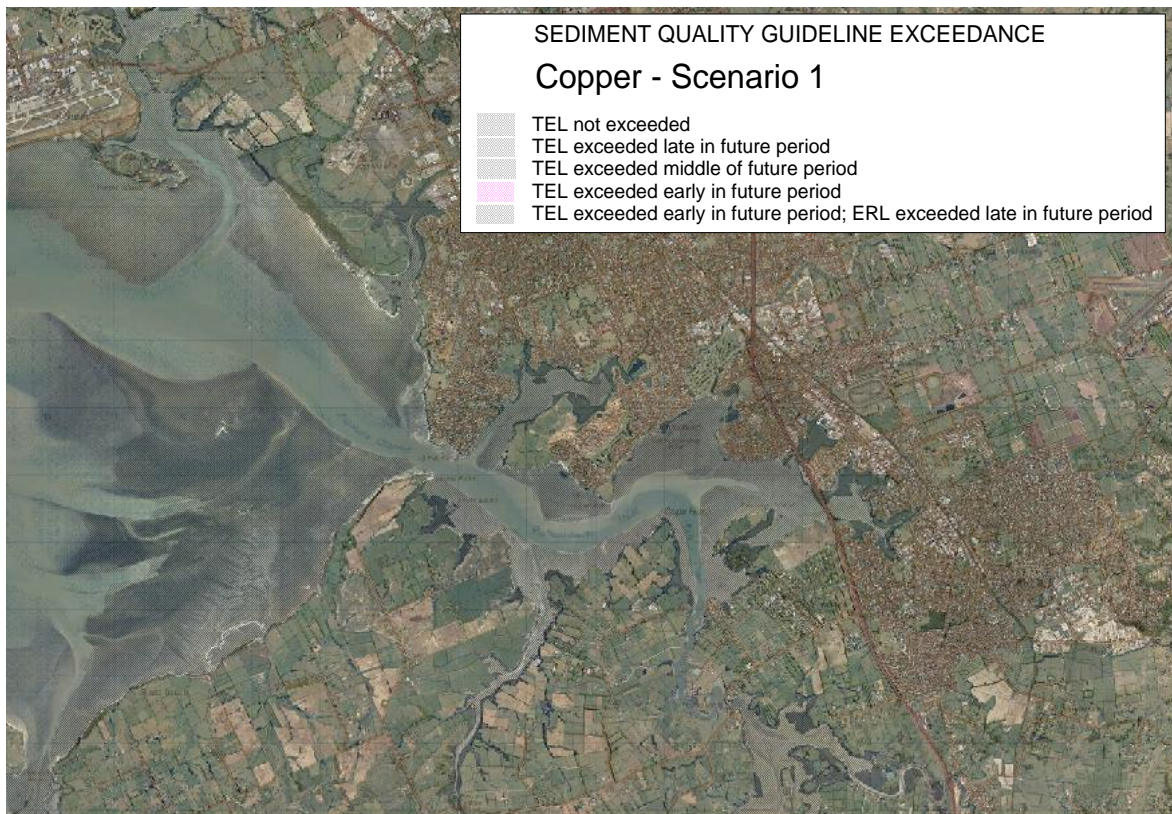 SEDIMENT QUALITY GUIDELINE EXCEEDANCE
Copper - Scenario 1
TEL not exceeded
TEL exceeded late in future period
TEL exceeded middle of future period
TEL exceeded early in future period
TEL exceeded early in future period; ERL exceeded late in future period